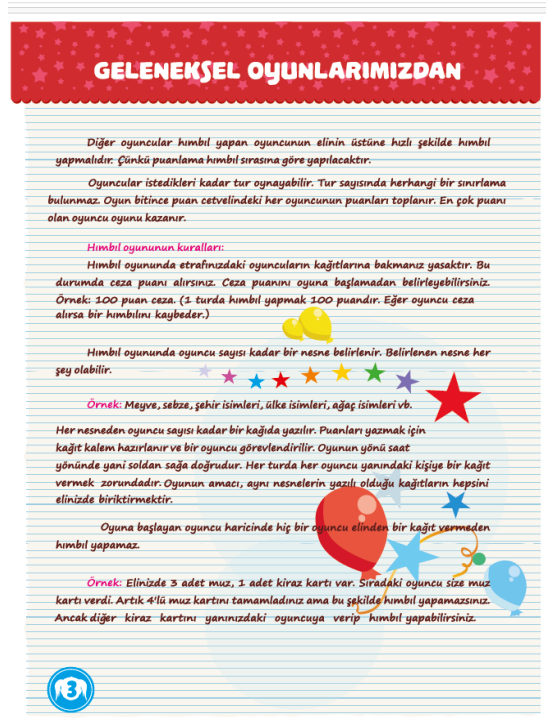 GELENEKSEL OYUNLARIMIZDAN
Diğer oyuncular hımbıl yapan oyuncunun elinin üstüne hızlı şekilde hımbıl
yapmalıdır. Çünkü puanlama hımbıl sırasına göre yapılacaktır.
Oyuncular istedikleri kadar tur oynayabilir. Tur sayısında herhangi bir sınırlama
bulunmaz. Oyun bitince puan cetvelindeki her oyuncunun puanları toplanır. En çok puanı
olan oyuncu oyunu kazanır.
Hımbıl oyununun kuralları:
Hımbıl oyununda etrafınızdaki oyuncuların kağıtlarına bakmanız yasaktır. Bu
durumda ceza puanı alırsınız. Ceza puanını oyuna başlamadan belirleyebilirsiniz.
Örnek: 100 puan ceza. (1 turda hımbıl yapmak 100 puandır. Eğer oyuncu ceza
alırsa bir hımbılını kaybeder.)
Hımbıl oyununda oyuncu sayısı kadar bir nesne belirlenir. Belirlenen nesne her
şey olabilir.
Örnek: Meyve, sebze, şehir isimleri, ülke isimleri, ağaç isimleri vb.
Her nesneden oyuncu sayısı kadar bir kağıda yazılır. Puanları yazmak için
kağıt kalem hazırlanır ve bir oyuncu görevlendirilir. Oyunun yönü saat
yönünde yani soldan sağa doğrudur. Her turda her oyuncu yanındaki kişiye bir kağıt
vermek zorundadır. Oyunun amacı, aynı nesnelerin yazılı olduğu kağıtların hepsini
elinizde biriktirmektir.
Oyuna başlayan oyuncu haricinde hiç bir oyuncu elinden bir kağıt vermeden
hımbıl yapamaz.
Örnek: Elinizde 3 adet muz, 1 adet kiraz kartı var. Sıradaki oyuncu size muz
kartı verdi. Artık 4'lü muz kartını tamamladınız ama bu şekilde hımbıl yapamazsınız.
Ancak diğer kiraz kartını yanınızdaki oyuncuya verip hımbıl yapabilirsiniz.
3